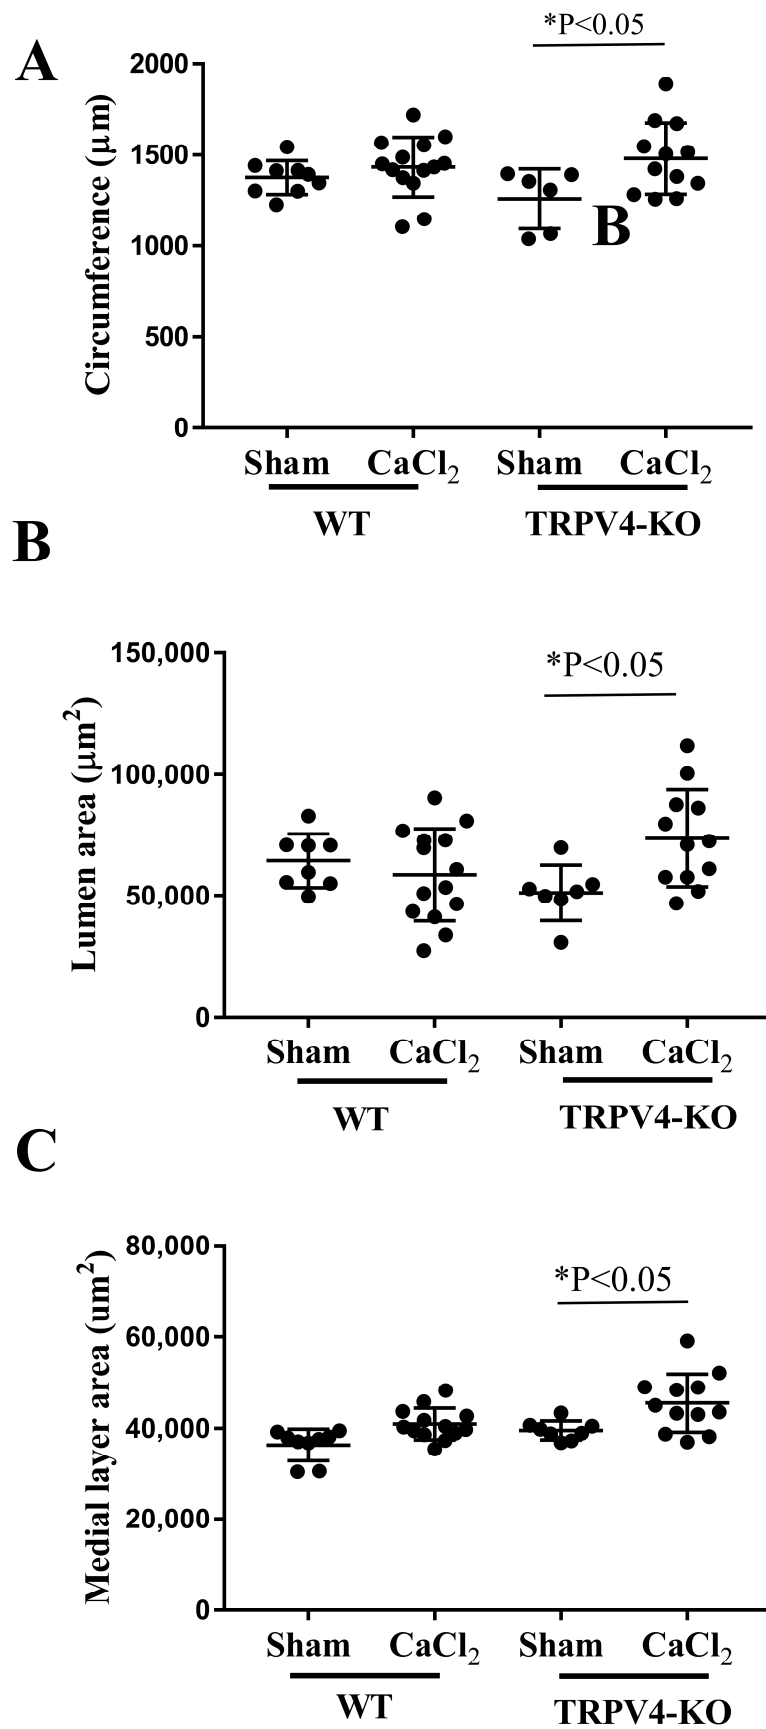 A
*P<0.05
Circumference (μm)
2000
1500
1000
500
0
B
Sham CaCl₂ Sham CaCl₂
WT TRPV4-KO
B
*P<0.05
Lumen area (μm²)
150,000
100,000
50,000
0
Sham CaCl₂ Sham CaCl₂
WT TRPV4-KO
C
*P<0.05
Medial layer area (um²)
80,000
60,000
40,000
20,000
0
Sham CaCl₂ Sham CaCl₂
WT TRPV4-KO